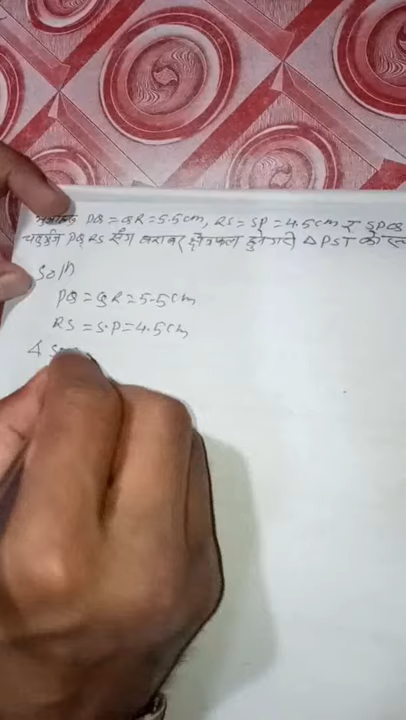 PQ = QR = 5.5cm, RS = SP = 4.5cm र ∠SPQ
चतुर्भुज PQRS सँग बराबर क्षेत्रफल हुनेगरी △PST को
Soln
PQ = QR = 5.5cm
RS = S.P = 4.5cm